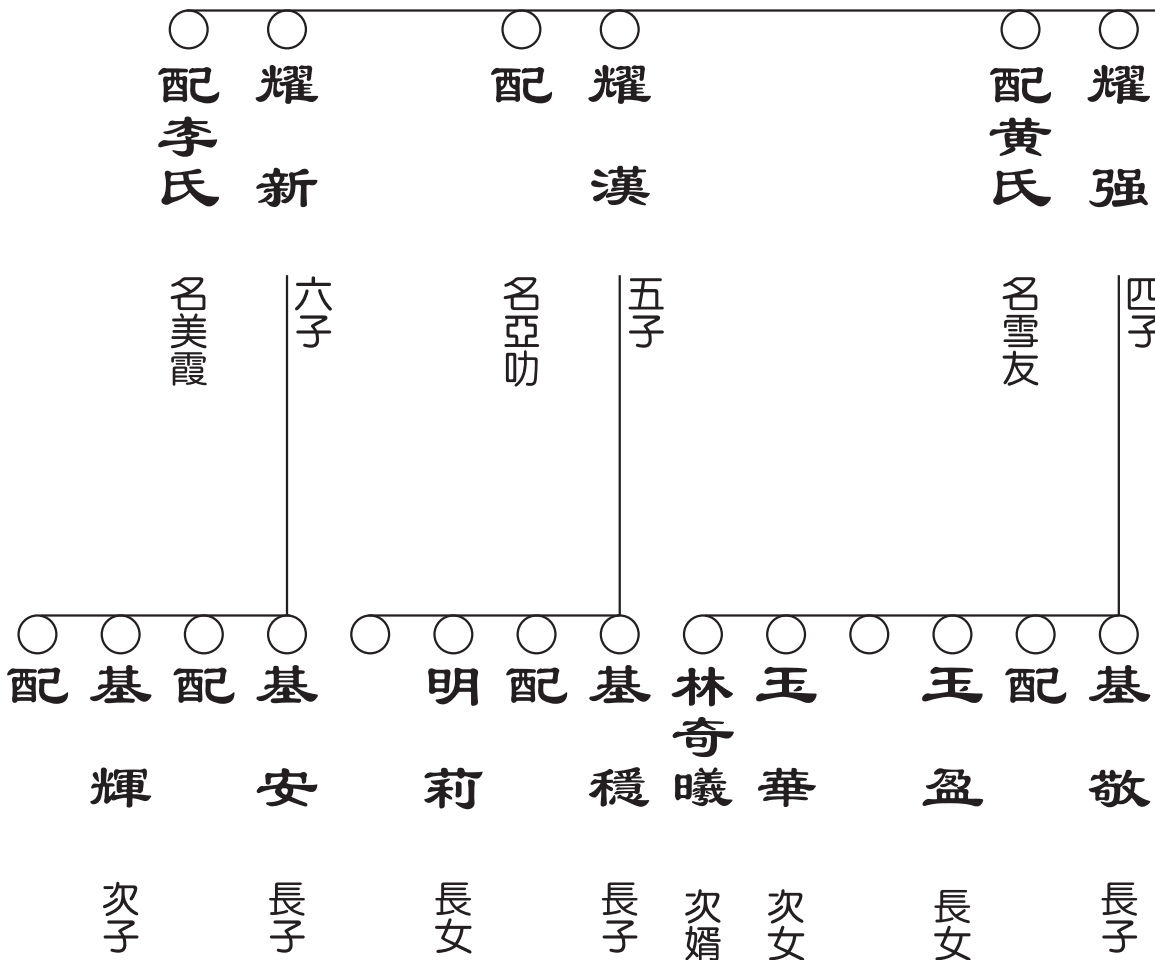 耀强
四子
配黄氏
名雪友
耀漢
五子
配
名亞叻
耀新
六子
配李氏
名美霞
基敬
長子
配
玉盈
長女
玉華
次女
林奇曦
次婿
基穩
長子
配
明莉
長女
基安
長子
配
基輝
次子
配